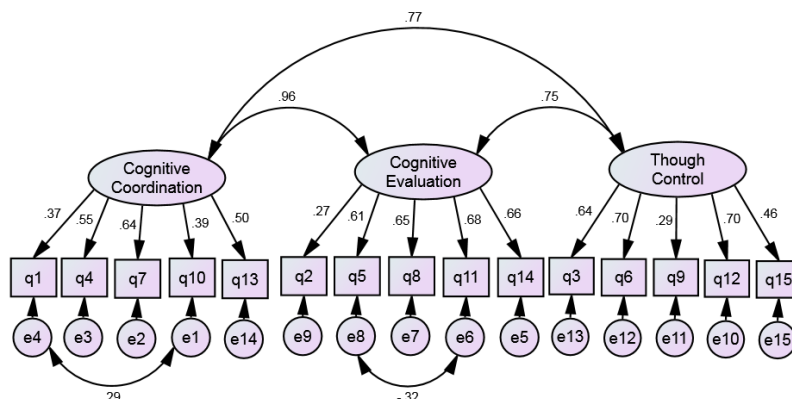 .77
.96
.75
Cognitive
Coordination
Cognitive
Evaluation
Though
Control
.37
.55
.64
.39
.50
.27
.61
.65
.68
.66
.64
.70
.29
.70
.46
q1
q4
q7
q10
q13
q2
q5
q8
q11
q14
q3
q6
q9
q12
q15
e4
e3
e2
e1
e14
e9
e8
e7
e6
e5
e13
e12
e11
e10
e15
.29
-.32